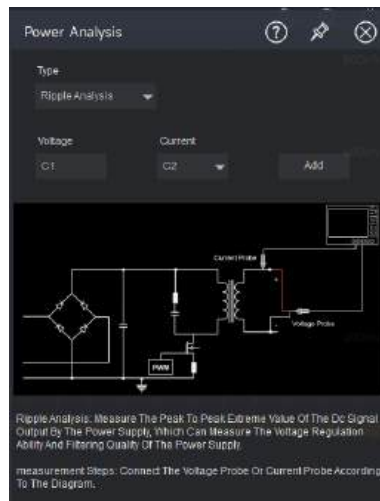 Power Analysis
Type
Ripple Analysis
Voltage
Current
C1
C2
Add
Current Probe
Voltage Probe
PWM
Ripple Analysis: Measure The Peak To Peak Extreme Value Of The Dc Signal
Output By The Power Supply, Which Can Measure The Voltage Regulation
Ability And Filtering Quality Of The Power Supply.
measurement Steps: Connect The Voltage Probe Or Current Probe According
To The Diagram.